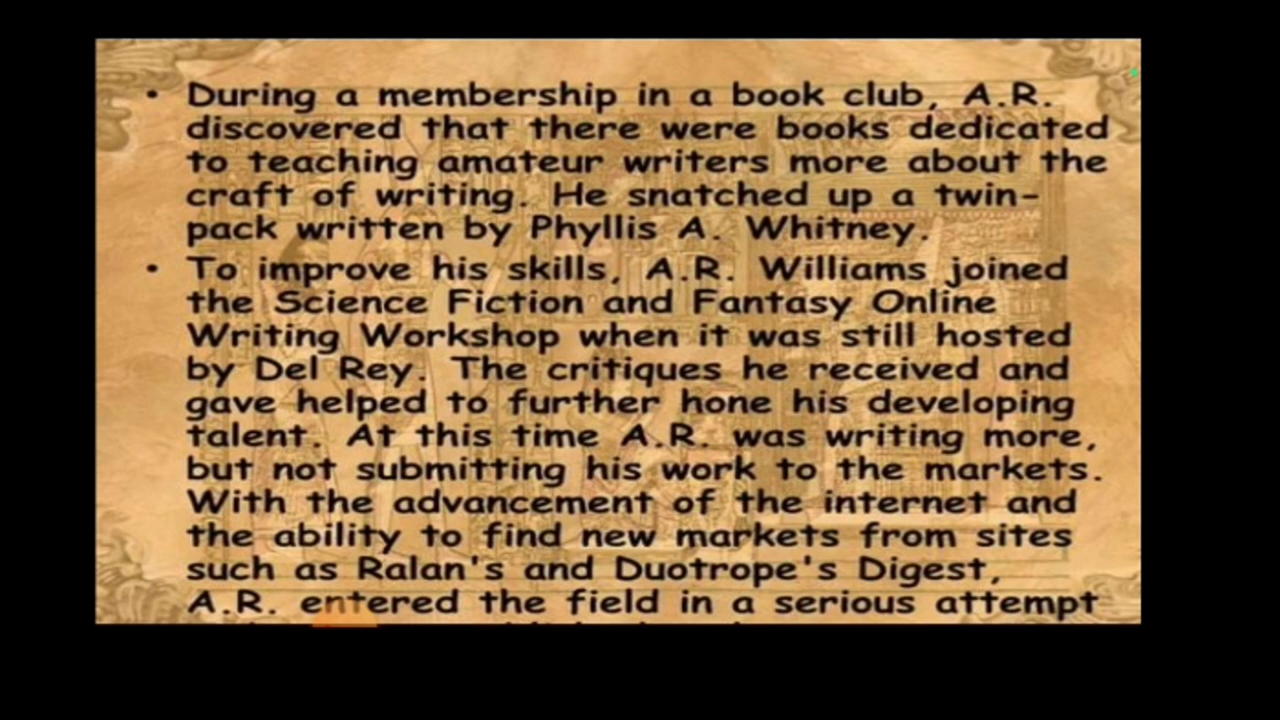 • During a membership in a book club, A.R.
discovered that there were books dedicated
to teaching amateur writers more about the
craft of writing. He snatched up a twin-
pack written by Phyllis A. Whitney.
• To improve his skills, A.R. Williams joined
the Science Fiction and Fantasy Online
Writing Workshop when it was still hosted
by Del Rey. The critiques he received and
gave helped to further hone his developing
talent. At this time A.R. was writing more,
but not submitting his work to the markets.
With the advancement of the internet and
the ability to find new markets from sites
such as Ralan's and Duotrope's Digest,
A.R. entered the field in a serious attempt